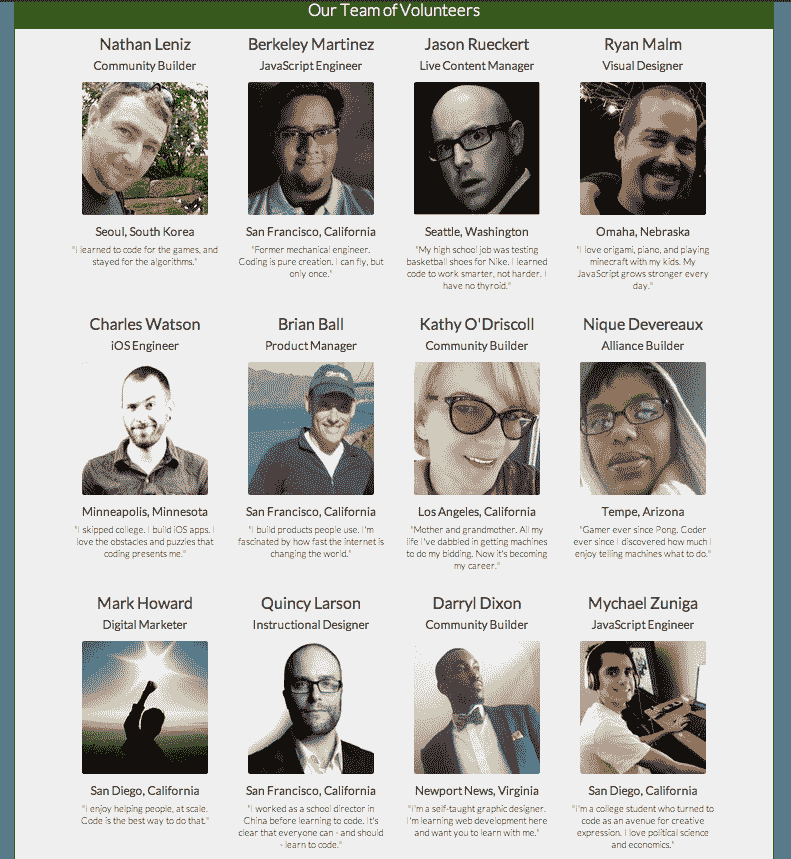 Our Team of Volunteers
Nathan Leniz
Community Builder
Berkeley Martinez
JavaScript Engineer
Jason Rueckert
Live Content Manager
Ryan Malm
Visual Designer
Seoul, South Korea
"I learned to code for the games, and
stayed for the algorithms."
San Francisco, California
"Former mechanical engineer.
Coding is pure creation. I can fly, but
only once."
Seattle, Washington
"My high school job was testing
basketball shoes for Nike. I learned
code to work smarter, not harder. I
have no thyroid."
Omaha, Nebraska
"I love origami, piano, and playing
minecraft with my kids. My
JavaScript grows stronger every
day."
Charles Watson
iOS Engineer
Brian Ball
Product Manager
Kathy O'Driscoll
Community Builder
Nique Devereaux
Alliance Builder
Minneapolis, Minnesota
"I skipped college. I build iOS apps. I
love the obstacles and puzzles that
coding presents me."
San Francisco, California
"I build products people use. I'm
fascinated by how fast the internet is
changing the world."
Los Angeles, California
"Mother and grandmother. All my
life I've dabbled in getting machines
to do my bidding. Now it's becoming
my career."
Tempe, Arizona
"Gamer ever since Pong. Coder
ever since I discovered how much I
enjoy telling machines what to do."
Mark Howard
Digital Marketer
Quincy Larson
Instructional Designer
Darryl Dixon
Community Builder
Mychael Zuniga
JavaScript Engineer
San Diego, California
"I enjoy helping people, at scale.
Code is the best way to do that."
San Francisco, California
"I worked as a school director in
China before learning to code. It's
clear that everyone can - and should
- learn to code."
Newport News, Virginia
"I'm a self-taught graphic designer.
I'm learning web development here
and want you to learn with me."
San Diego, California
"I'm a college student who turned to
code as an avenue for creative
expression. I love political science
and economics."